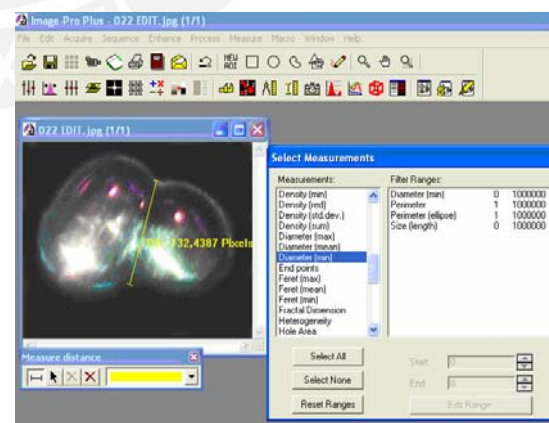 Image-Pro Plus - 022 EDIT.jpg (1/1)
File Edit Acquire Sequence Enhance Process Measure Macro Window Help
NEW
AOI
022 EDIT.jpg (1/1)
132,4387 Pixels
Measure distance
Select Measurements
Measurements:
Density (min)
Density (red)
Density (std.dev.)
Density (sum)
Diameter (max)
Diameter (mean)
Diameter (min)
End points
Feret (max)
Feret (mean)
Feret (min)
Fractal Dimension
Heterogeneity
Hole Area
Filter Ranges:
Diameter (min) 0 1000000
Perimeter 1 1000000
Perimeter (ellipse) 1 1000000
Size (length) 0 1000000
Select All
Select None
Reset Ranges
Start: 0
End: 0
Edit Range